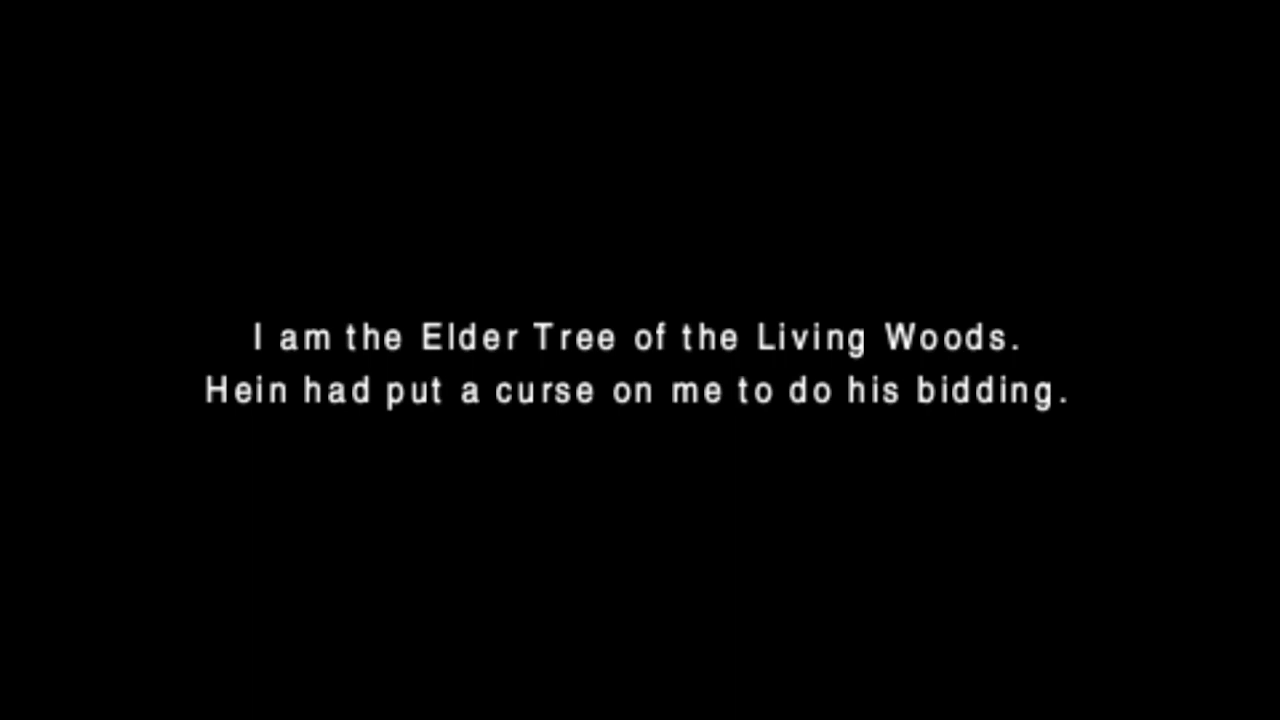 I am the Elder Tree of the Living Woods.
Hein had put a curse on me to do his bidding.